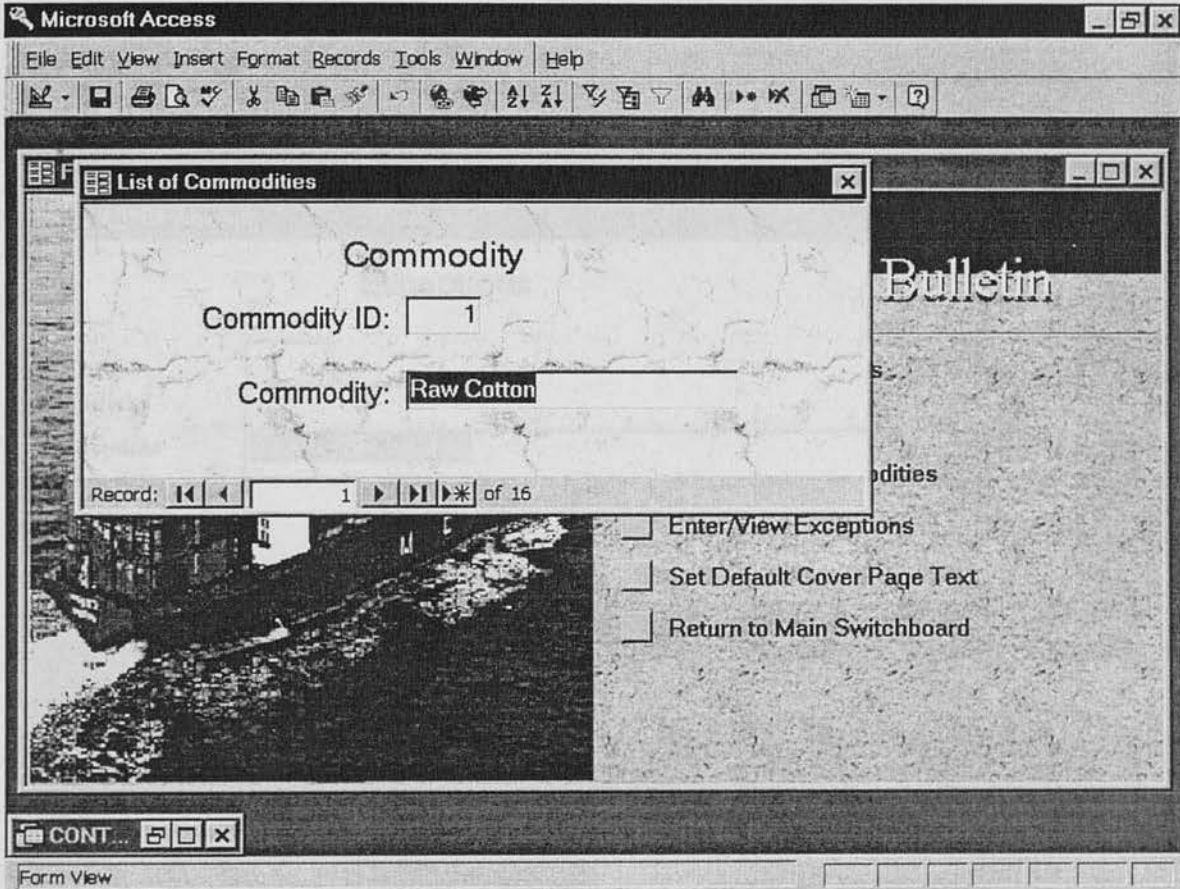 Microsoft Access
File Edit View Insert Format Records Tools Window Help
F
List of Commodities
Bulletin
Commodity
Commodity ID: 1
Commodity: Raw Cotton
s
odities
Record: 1 of 16
Enter/View Exceptions
Set Default Cover Page Text
Return to Main Switchboard
CONT...
Form View